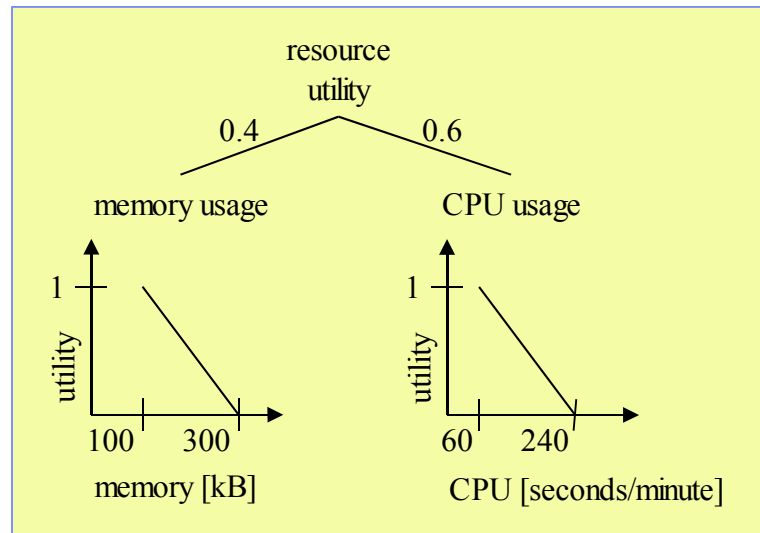 resource
utility
0.4
0.6
memory usage
CPU usage
1
utility
100
300
memory [kB]
1
utility
60
240
CPU [seconds/minute]